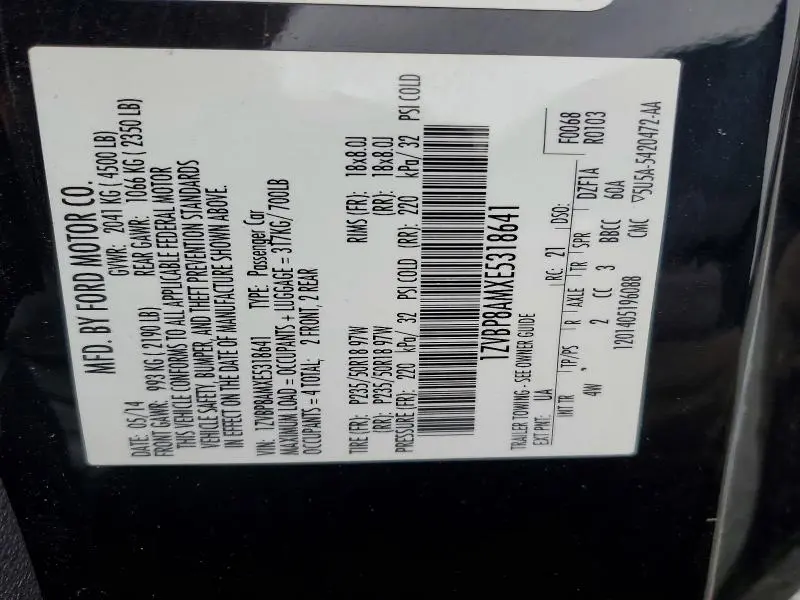 MFD. BY FORD MOTOR CO.
DATE: 05/14 GVWR: 2041 KG ( 4500 LB)
FRONT GAWR: 993 KG ( 2190 LB) REAR GAWR: 1066 KG ( 2350 LB)
THIS VEHICLE CONFORMS TO ALL APPLICABLE FEDERAL MOTOR
VEHICLE SAFETY, BUMPER, AND THEFT PREVENTION STANDARDS
IN EFFECT ON THE DATE OF MANUFACTURE SHOWN ABOVE.
VIN: 1ZVBP8AMXE5318641 TYPE: Passenger Car
MAXIMUM LOAD = OCCUPANTS + LUGGAGE = 317KG/ 700LB
OCCUPANTS = 4 TOTAL; 2 FRONT, 2 REAR
TIRE (FR): P235/50R18 97W RIMS (FR): 18x8.0J
(RR): P235/50R18 97W (RR): 18x8.0J
PRESSURE (FR): 220 kPa/ 32 PSI COLD (RR): 220 kPa/ 32 PSI COLD
1ZVBP8AMXE5318641
TRAILER TOWING - SEE OWNER GUIDE
EXT PNT: UA RC: 21 DSO: F0068
R0103
INT TR TP/PS R AXLE TR SPR DZF1A
4W 2 CC 3 BBCC 60A
1201405196088 CMC ▽5U5A-5420472-AA